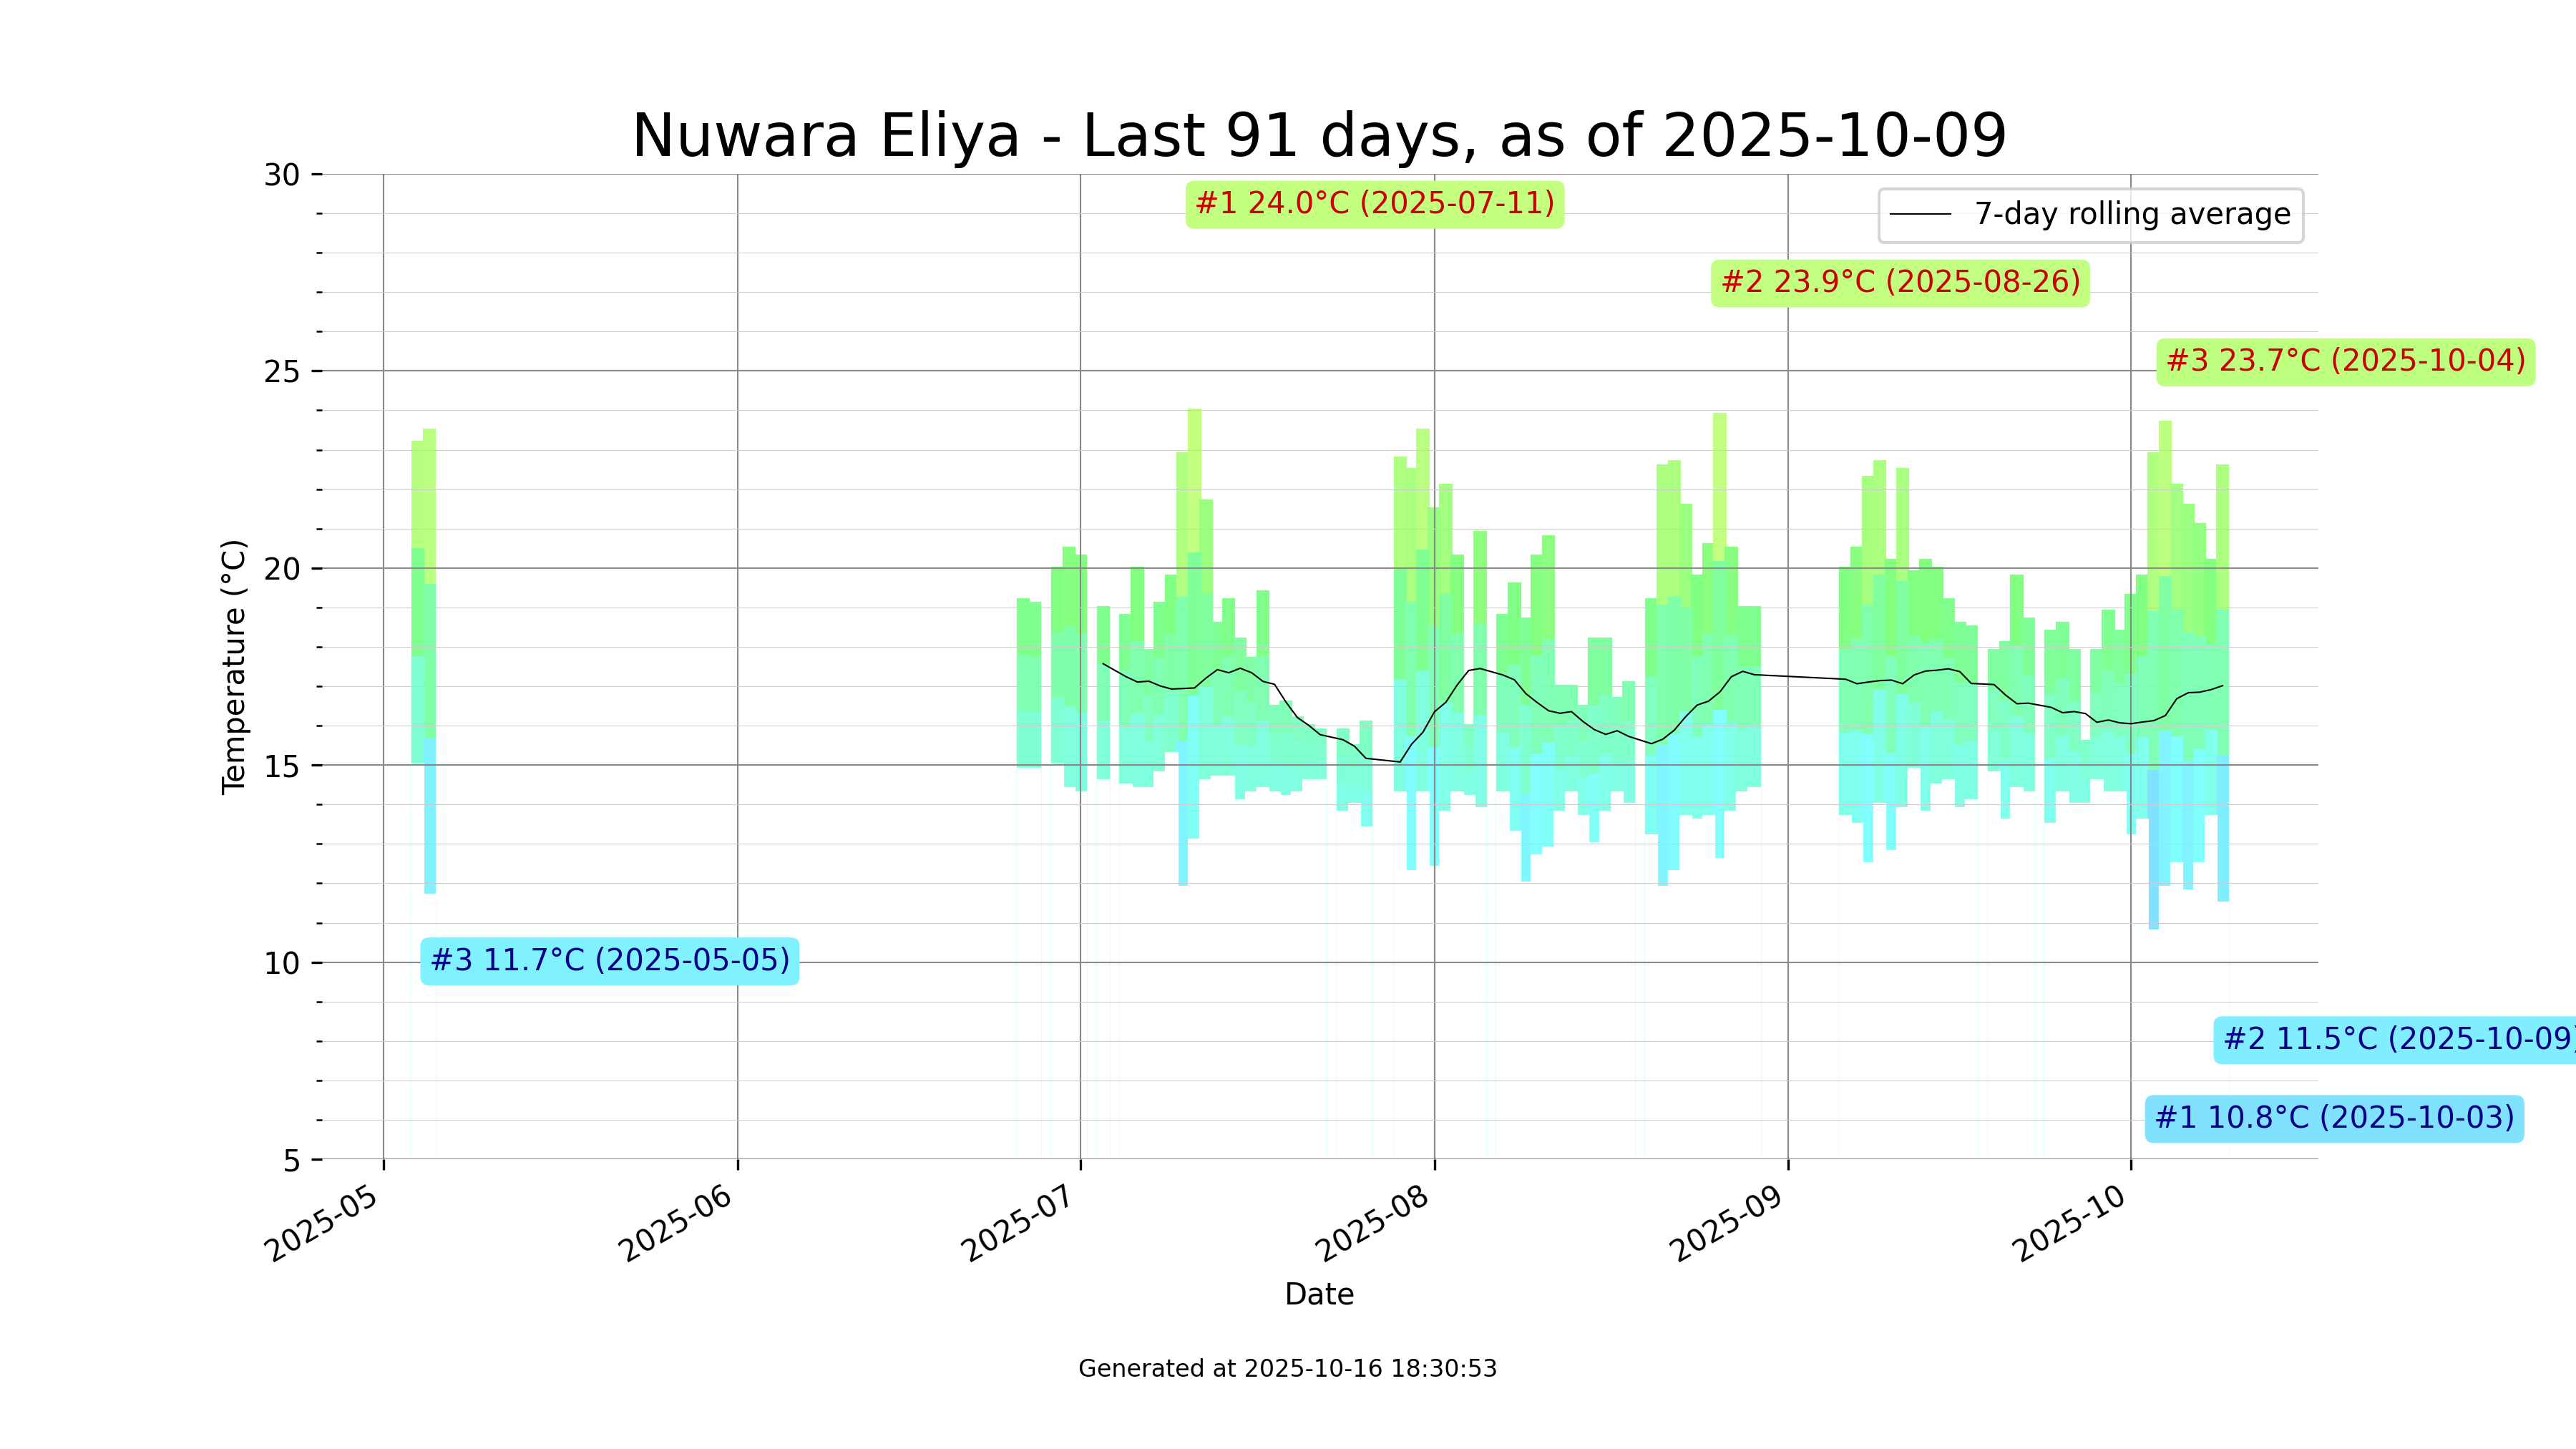 Nuwara Eliya - Last 91 days, as of 2025-10-09
#1 24.0°C (2025-07-11)
7-day rolling average
#2 23.9°C (2025-08-26)
#3 23.7°C (2025-10-04)
Temperature (°C)
30
25
20
15
10
5
#3 11.7°C (2025-05-05)
#2 11.5°C (2025-10-09)
#1 10.8°C (2025-10-03)
2025-05
2025-06
2025-07
2025-08
2025-09
2025-10
Date
Generated at 2025-10-16 18:30:53